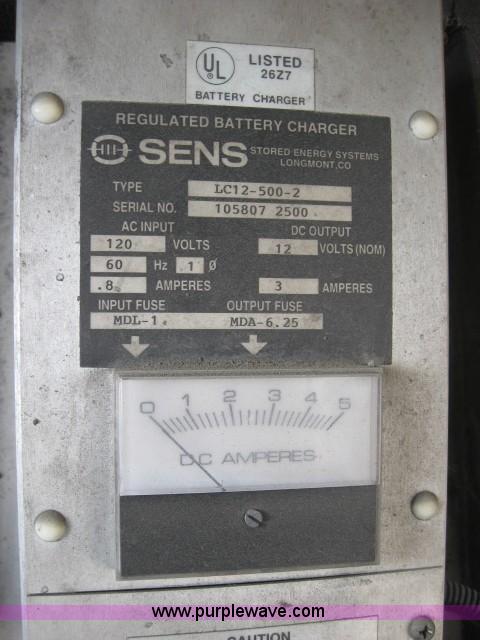 UL LISTED
26Z7
BATTERY CHARGER
REGULATED BATTERY CHARGER
SENS STORED ENERGY SYSTEMS
LONGMONT, CO
TYPE LC12-500-2
SERIAL NO. 105807 2500
AC INPUT DC OUTPUT
120 VOLTS 12 VOLTS (NOM)
60 Hz 1 Ø
.8 AMPERES 3 AMPERES
INPUT FUSE OUTPUT FUSE
MDL-1 MDA-6.25
0 1 2 3 4 5
DC AMPERES
www.purplewave.com
CAUTION